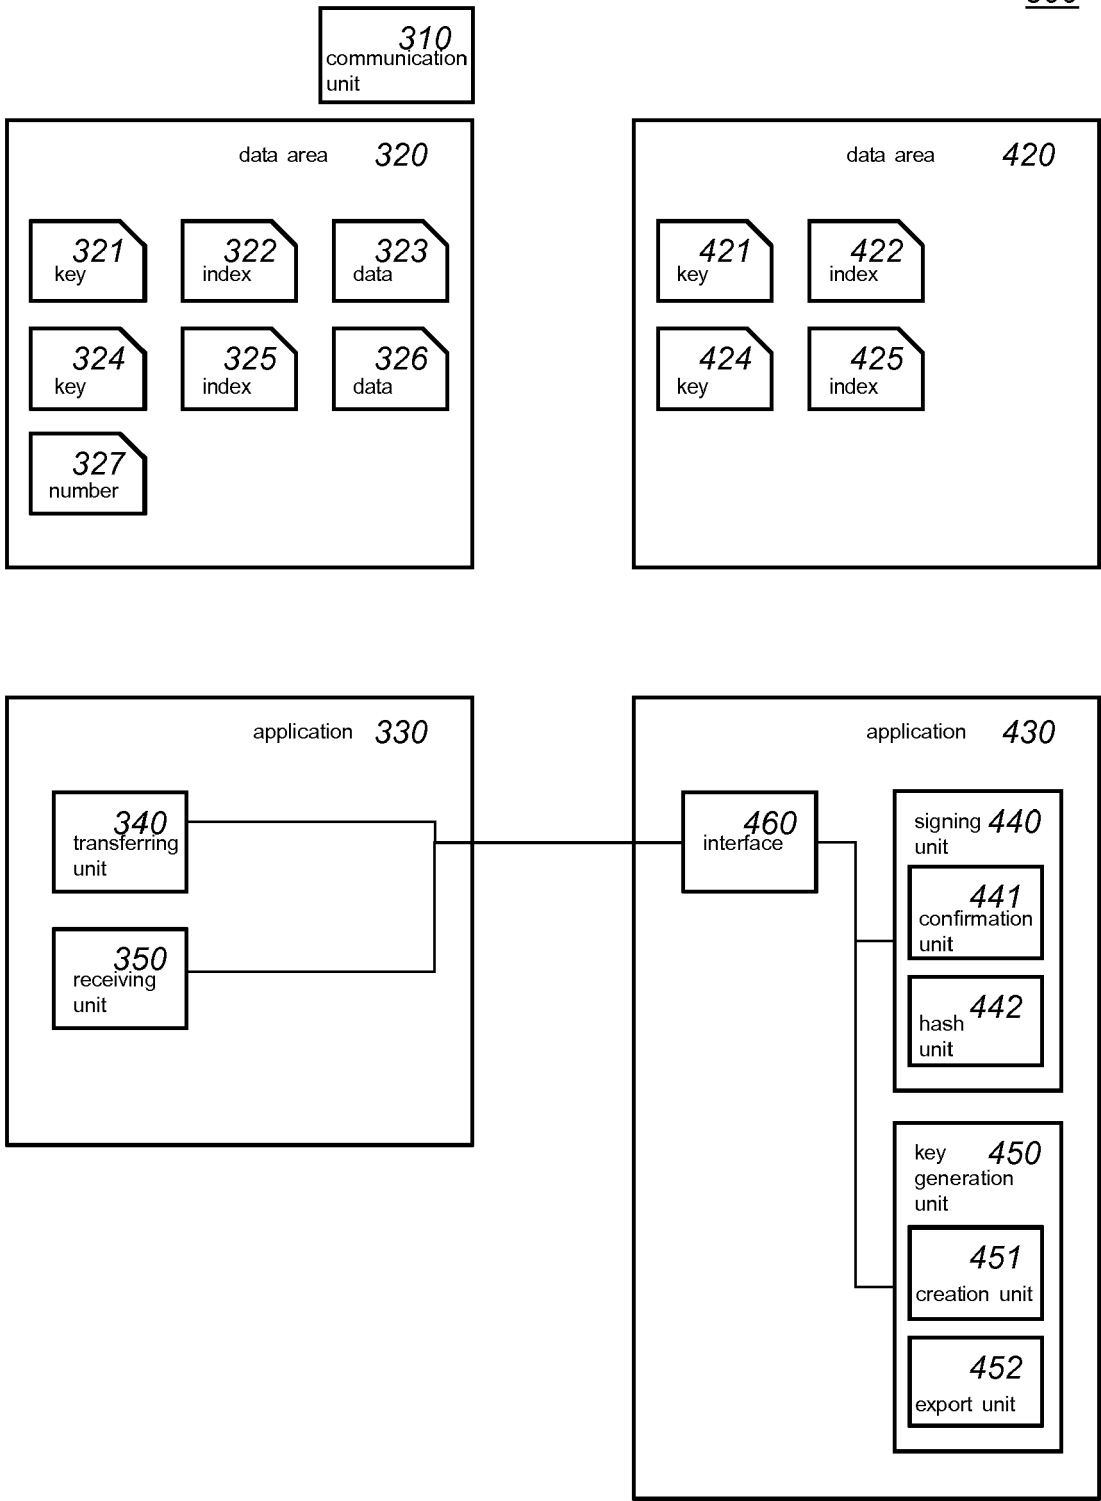 310
communication
unit
data area 320
321
key
322
index
323
data
324
key
325
index
326
data
327
number
data area 420
421
key
422
index
424
key
425
index
application 330
340
transferring
unit
350
receiving
unit
application 430
460
interface
signing 440
unit
441
confirmation
unit
442
hash
unit
key 450
generation
unit
451
creation unit
452
export unit